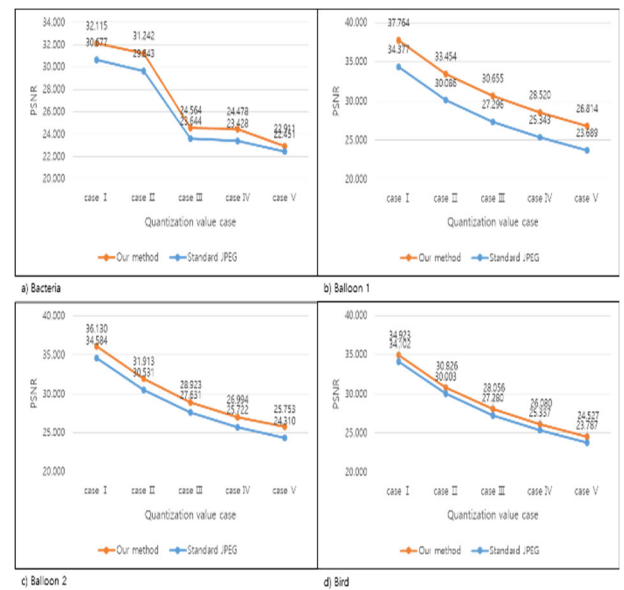 34.000
32.000
30.000
28.000
26.000
24.000
22.000
20.000
PSNR
32.115
31.242
24.564
24.478
23.428
22.911
22.451
case I
case II
case III
case IV
case V
Quantization value case
Our method
Standard JPEG
a) Bacteria
40.000
35.000
30.000
25.000
20.000
PSNR
37.764
34.377
33.454
30.086
30.655
27.296
28.520
25.343
26.814
23.689
case I
case II
case III
case IV
case V
Quantization value case
Our method
Standard JPEG
b) Balloon 1
40.000
35.000
30.000
25.000
20.000
PSNR
36.130
34.584
31.913
30.531
28.923
27.631
26.994
25.722
25.753
24.310
case I
case II
case III
case IV
case V
Quantization value case
Our method
Standard JPEG
c) Balloon 2
40.000
35.000
30.000
25.000
20.000
PSNR
34.923
30.826
30.003
28.056
27.280
26.080
25.337
24.527
23.787
case I
case II
case III
case IV
case V
Quantization value case
Our method
Standard JPEG
d) Bird